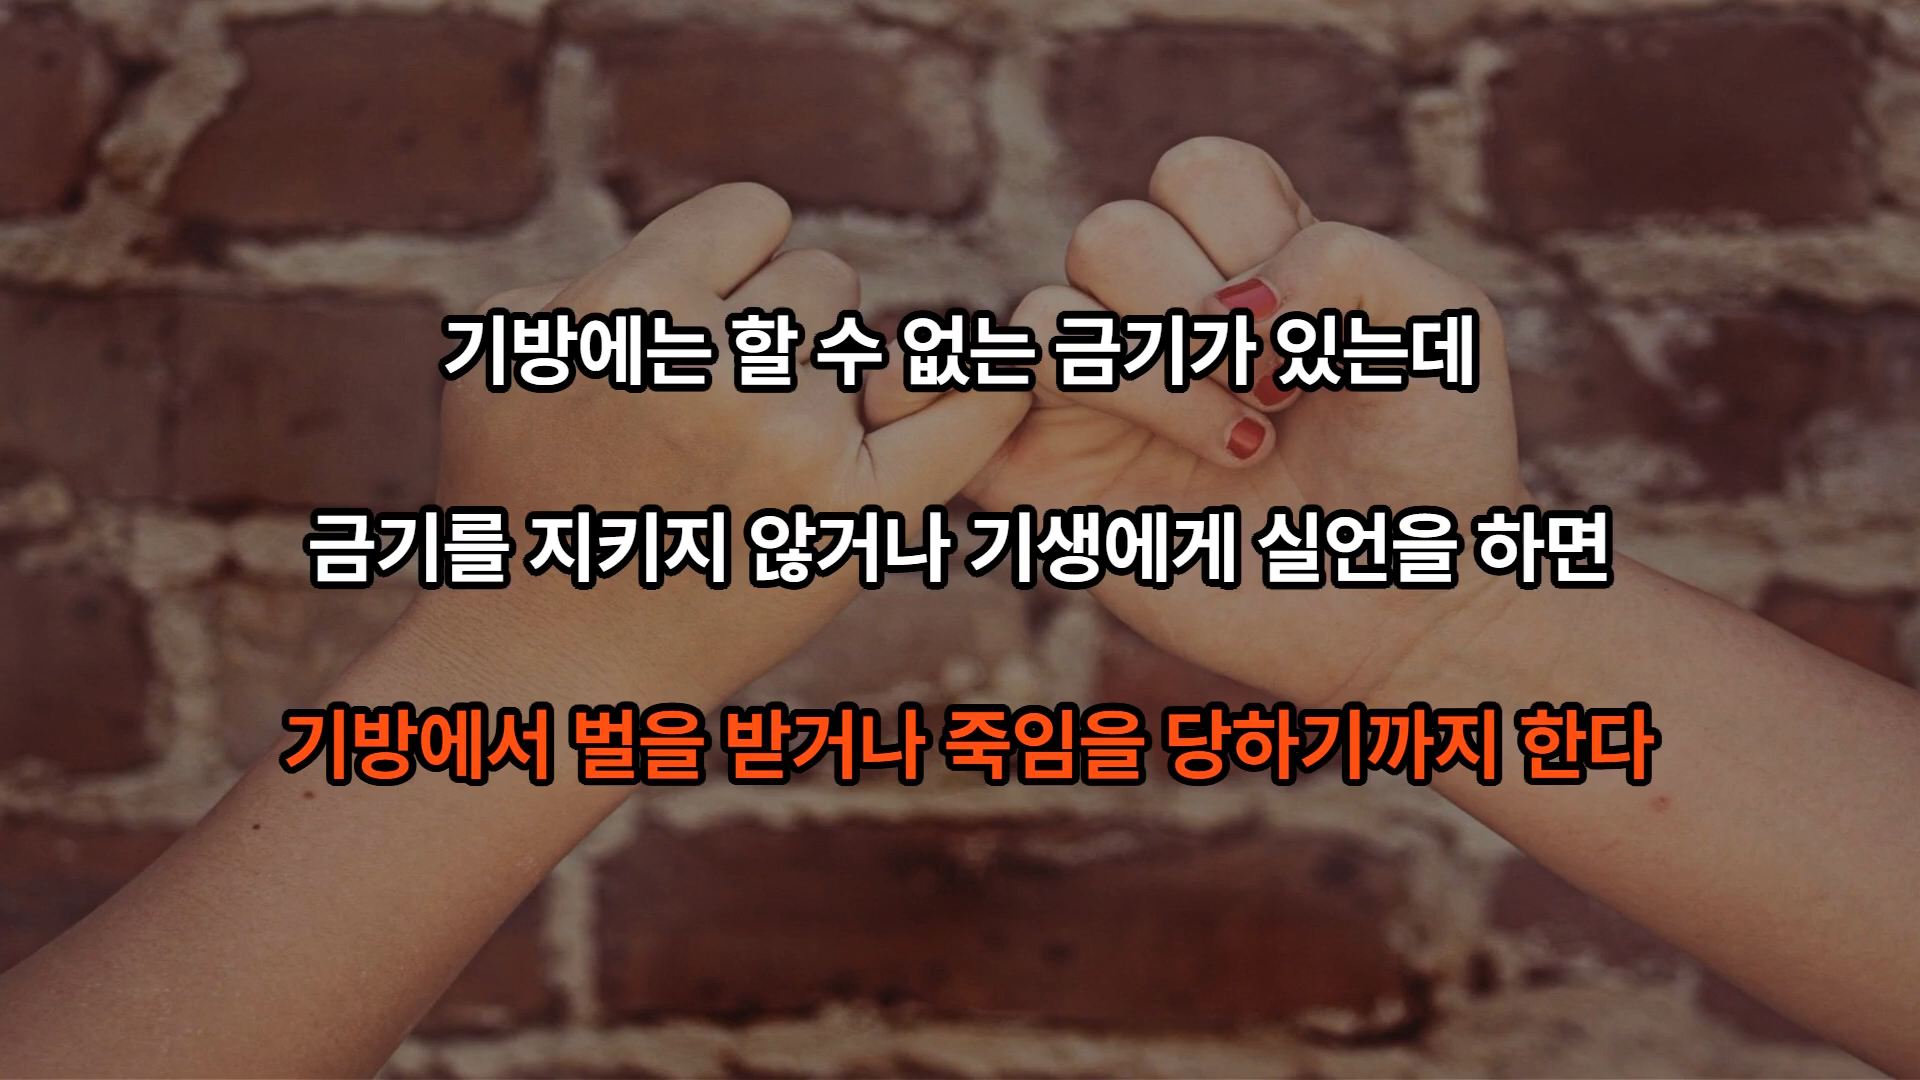 기방에는 할 수 없는 금기가 있는데
금기를 지키지 않거나 기생에게 실언을 하면
기방에서 벌을 받거나 죽임을 당하기까지 한다